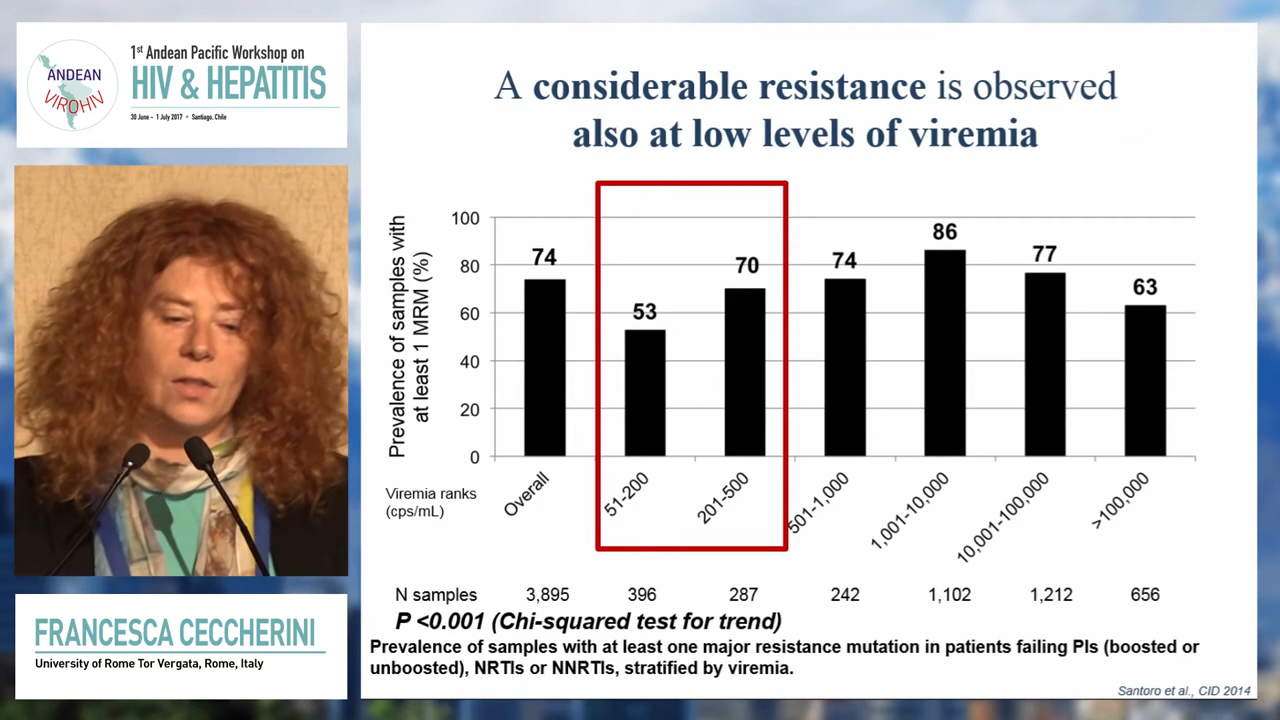 1st Andean Pacific Workshop on
HIV & HEPATITIS
30 June – 1 July 2017 • Santiago, Chile
ANDEAN
VIROHIV
A considerable resistance is observed
also at low levels of viremia
Prevalence of samples with
at least 1 MRM (%)
100
80
60
40
20
0
74
53
70
74
86
77
63
Viremia ranks
(cps/mL)
Overall
51-200
201-500
501-1,000
1,001-10,000
10,001-100,000
>100,000
N samples 3,895 396 287 242 1,102 1,212 656
P <0.001 (Chi-squared test for trend)
Prevalence of samples with at least one major resistance mutation in patients failing PIs (boosted or
unboosted), NRTIs or NNRTIs, stratified by viremia.
Santoro et al., CID 2014
FRANCESCA CECCHERINI
University of Rome Tor Vergata, Rome, Italy